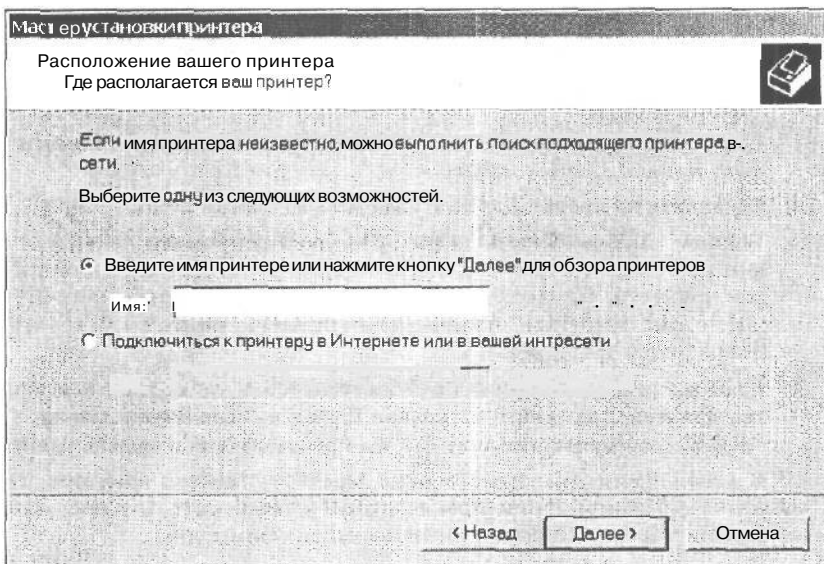 Мастер установки принтера
Расположение вашего принтера
Где располагается ваш принтер?
Если имя принтера неизвестно, можно выполнить поиск подходящего принтера в
сети.
Выберите одну из следующих возможностей.
Введите имя принтере или нажмите кнопку "Далее" для обзора принтеров
Имя:
Подключиться к принтеру в Интернете или в вашей интрасети
< Назад Далее > Отмена